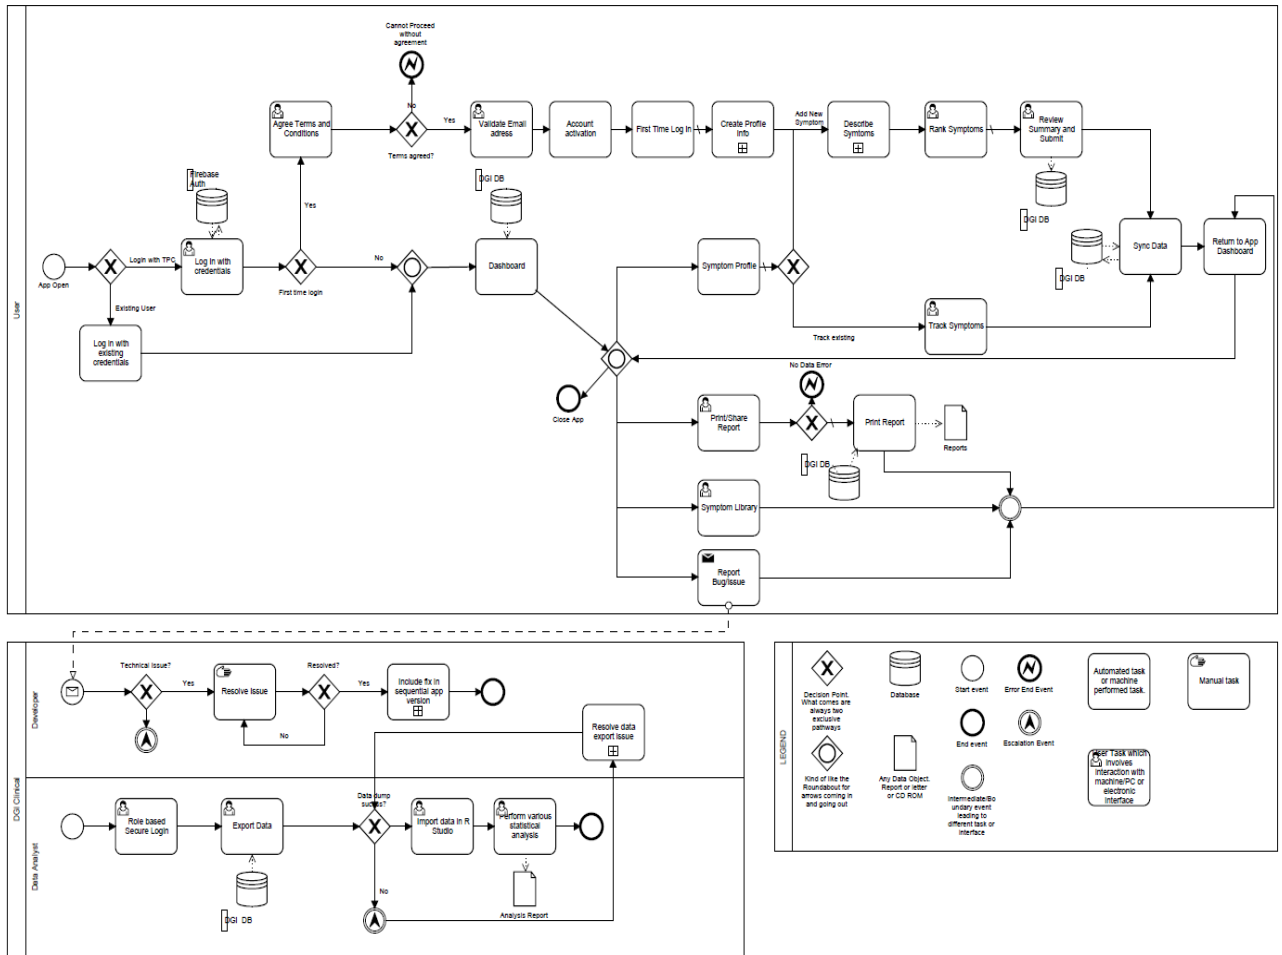 Cannot Proceed
without
agreement
No
Agree Terms and
Conditions
Yes
Terms agreed?
Validate Email
adress
Account
activation
First Time Log In
Create Profile
Info
Add New
Symptom
Describe
Symtoms
Rank Symptoms
Review
Summary and
Submit
DGI DB
Firebase
Auth
DGI DB
Yes
App Open
Login with TPC
Log In with
credentials
First time login
No
Dashboard
Existing User
Log In with
existing
credentials
Symptom Profile
Track existing
Track Symptoms
DGI DB
Sync Data
Return to App
Dashboard
Close App
No Data Error
Print/Share
Report
Print Report
Reports
DGI DB
Symptom Library
Report
Bug/Issue
User
DGI Clinical
Developer
Technical Issue?
Yes
Resolve Issue
Resolved?
Yes
No
Include fix in
sequential app
version
Resolve data
export issue
Data Analyst
Role based
Secure Login
Export Data
DGI DB
Data dump
No
Import data in R
Studio
Perform various
statistical
analysis
Analysis Report
LEGEND
Decision Point.
What comes are
always two
exclusive
pathways
Database
Start event
Error End Event
Automated task
or machine
performed task.
Manual task
Kind of like the
Roundabout for
arrows coming in
and going out
Any Data Object.
Report or letter
or CD ROM
End event
Escalation Event
Intermediate/Bo
undary event
leading to
different task or
interface
User Task which
involves
interaction with
machine/PC or
electronic
interface